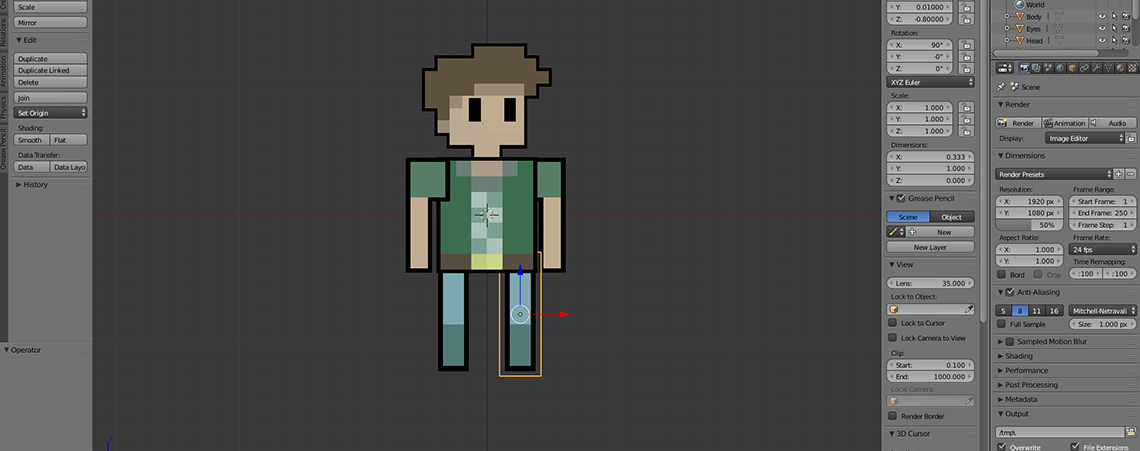 Scale
Mirror
Edit
Duplicate
Duplicate Linked
Delete
Join
Set Origin
Shading:
Smooth Flat
Data Transfer:
Data Data Layo
History
Operator
Relations
Animation
Physics
Grease Pencil
Y: 0.01000
Z: -0.80000
Rotation:
X: 90°
Y: -0°
Z: 0°
XYZ Euler
Scale:
X: 1.000
Y: 1.000
Z: 1.000
Dimensions:
X: 0.333
Y: 1.000
Z: 0.000
Grease Pencil
Scene Object
New
New Layer
View
Lens: 35.000
Lock to Object:
Lock to Cursor
Lock Camera to View
Clip:
Start: 0.100
End: 1000.000
Local Camera:
Render Border
3D Cursor
World
Body
Eyes
Head
Scene
Render
Render Animation Audio
Display: Image Editor
Dimensions
Render Presets
Resolution: Frame Range:
X: 1920 px Start Frame: 1
Y: 1080 px End Frame: 250
50% Frame Step: 1
Aspect Ratio: Frame Rate:
X: 1.000 24 fps
Y: 1.000 Time Remapping:
Bord Crop :100 :100
Anti-Aliasing
5 8 11 16 Mitchell-Netravali
Full Sample Size: 1.000 px
Sampled Motion Blur
Shading
Performance
Post Processing
Metadata
Output
/tmp\
Overwrite File Extensions